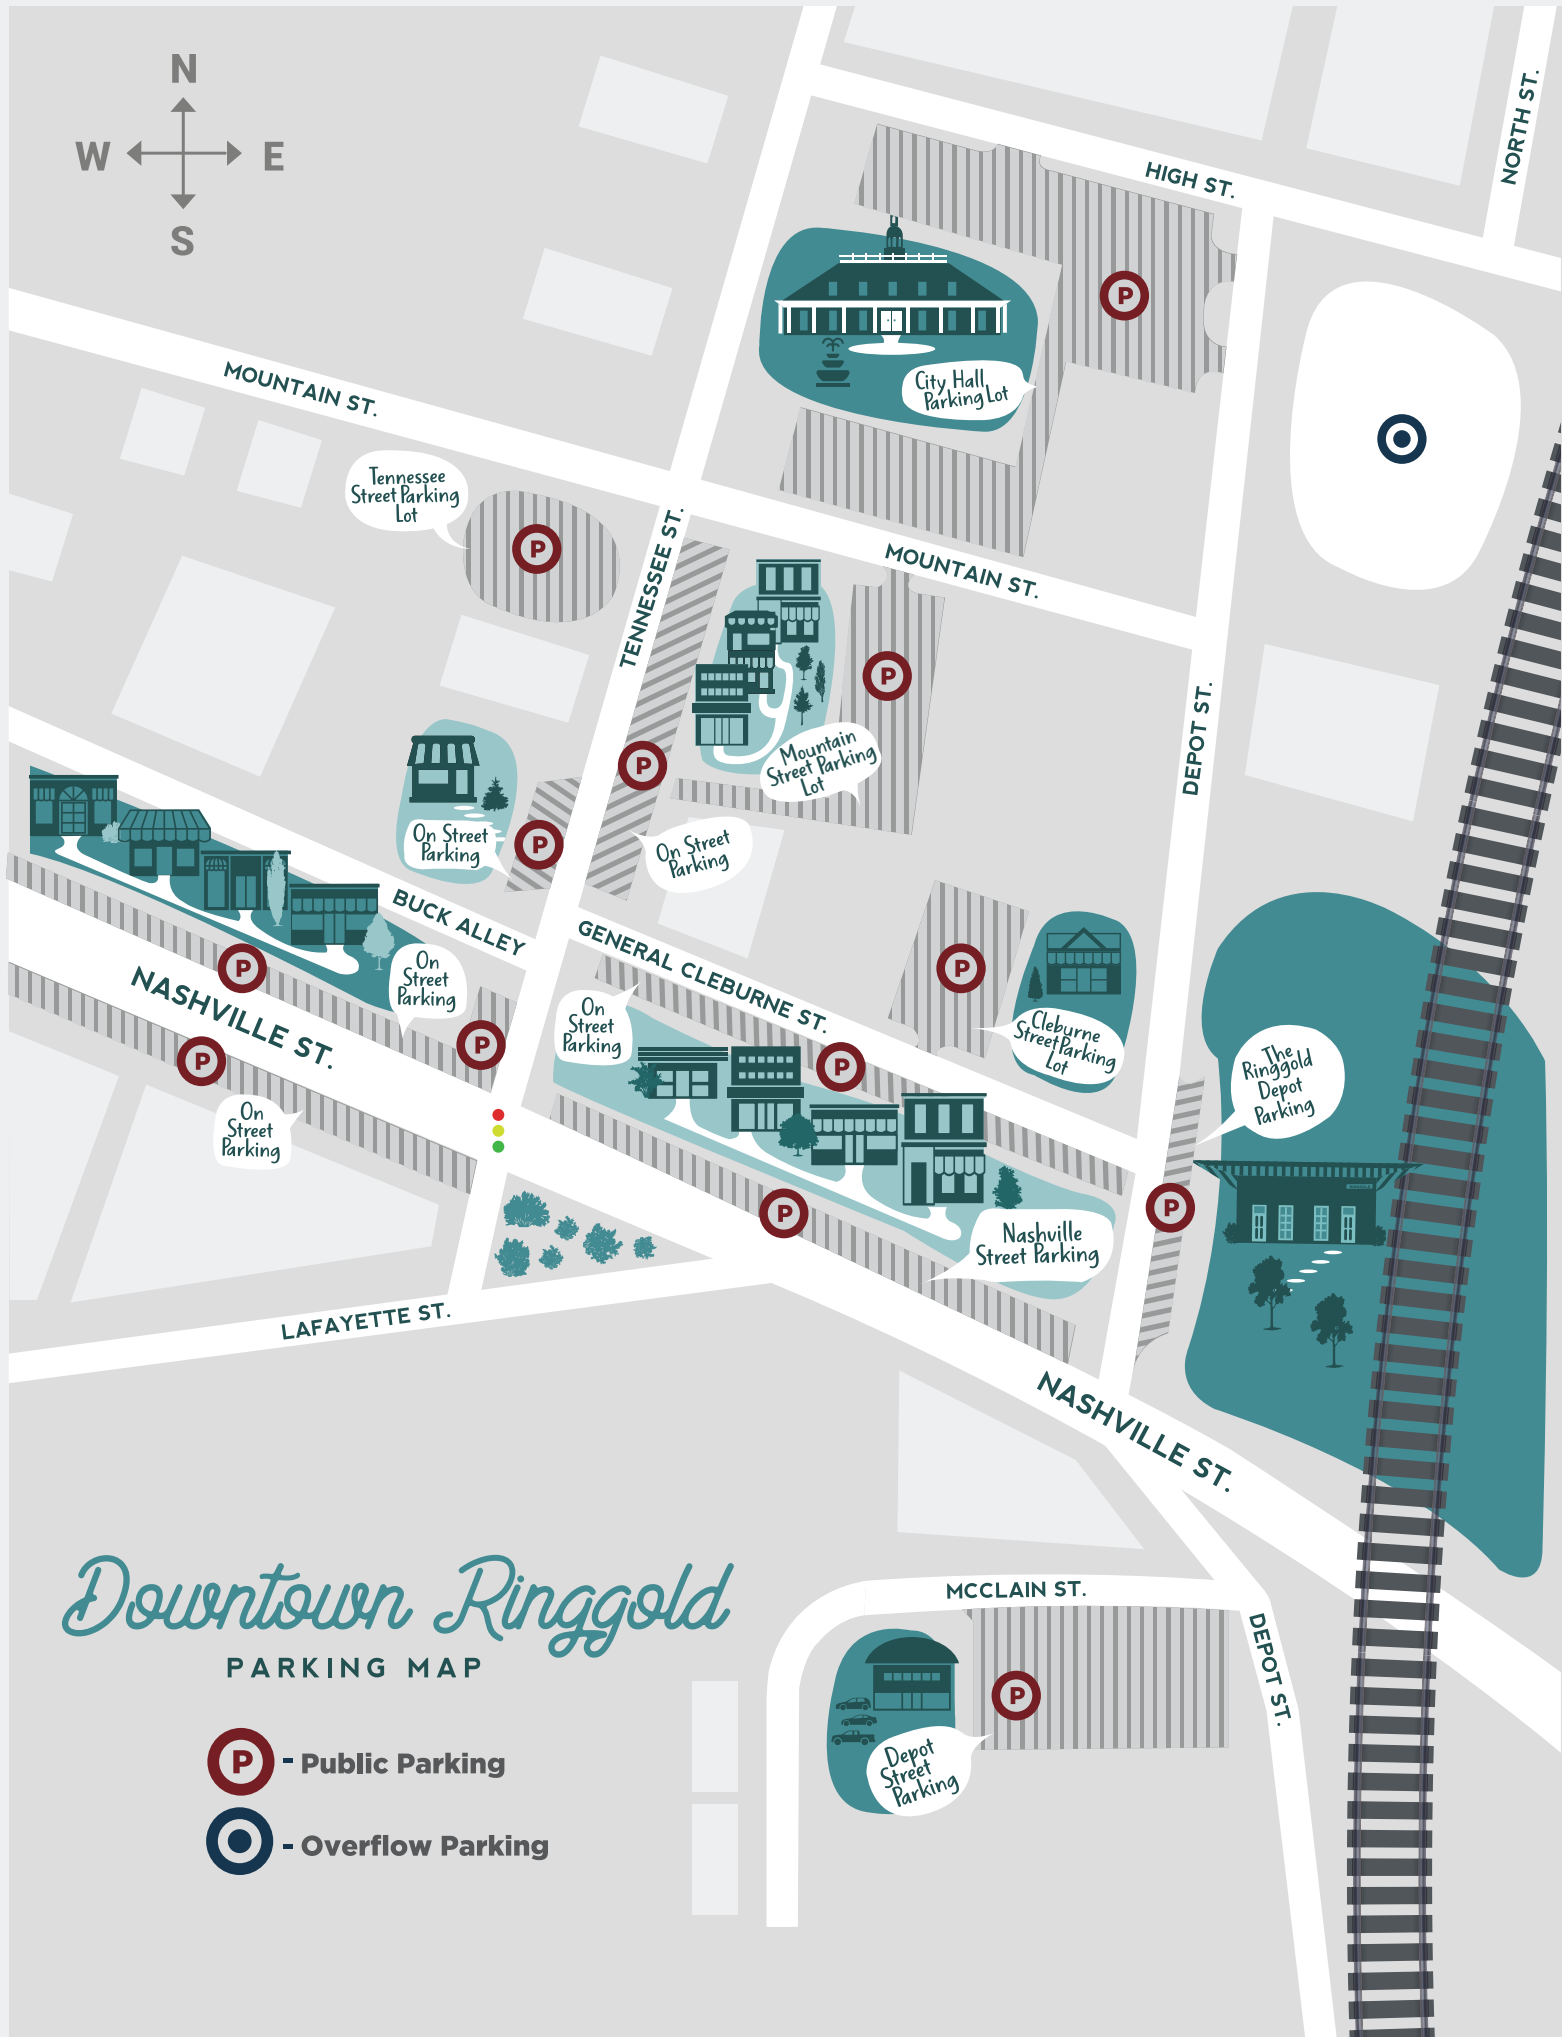 N
W
E
S
NORTH ST.
HIGH ST.
P
City Hall
Parking Lot
MOUNTAIN ST.
Tennessee
Street Parking
Lot
P
TENNESSEE ST.
MOUNTAIN ST.
P
Mountain
Street Parking
Lot
P
DEPOT ST.
On Street
Parking
P
On Street
Parking
BUCK ALLEY
GENERAL CLEBURNE ST.
P
Cleburne
Street Parking
Lot
P
On
Street
Parking
NASHVILLE ST.
P
P
On
Street
Parking
On
Street
Parking
P
The
Ringgold
Depot
Parking
P
P
Nashville
Street Parking
LAFAYETTE ST.
NASHVILLE ST.
MCCLAIN ST.
DEPOT ST.
P
Depot
Street
Parking
Downtown Ringgold
PARKING MAP
P - Public Parking
- Overflow Parking